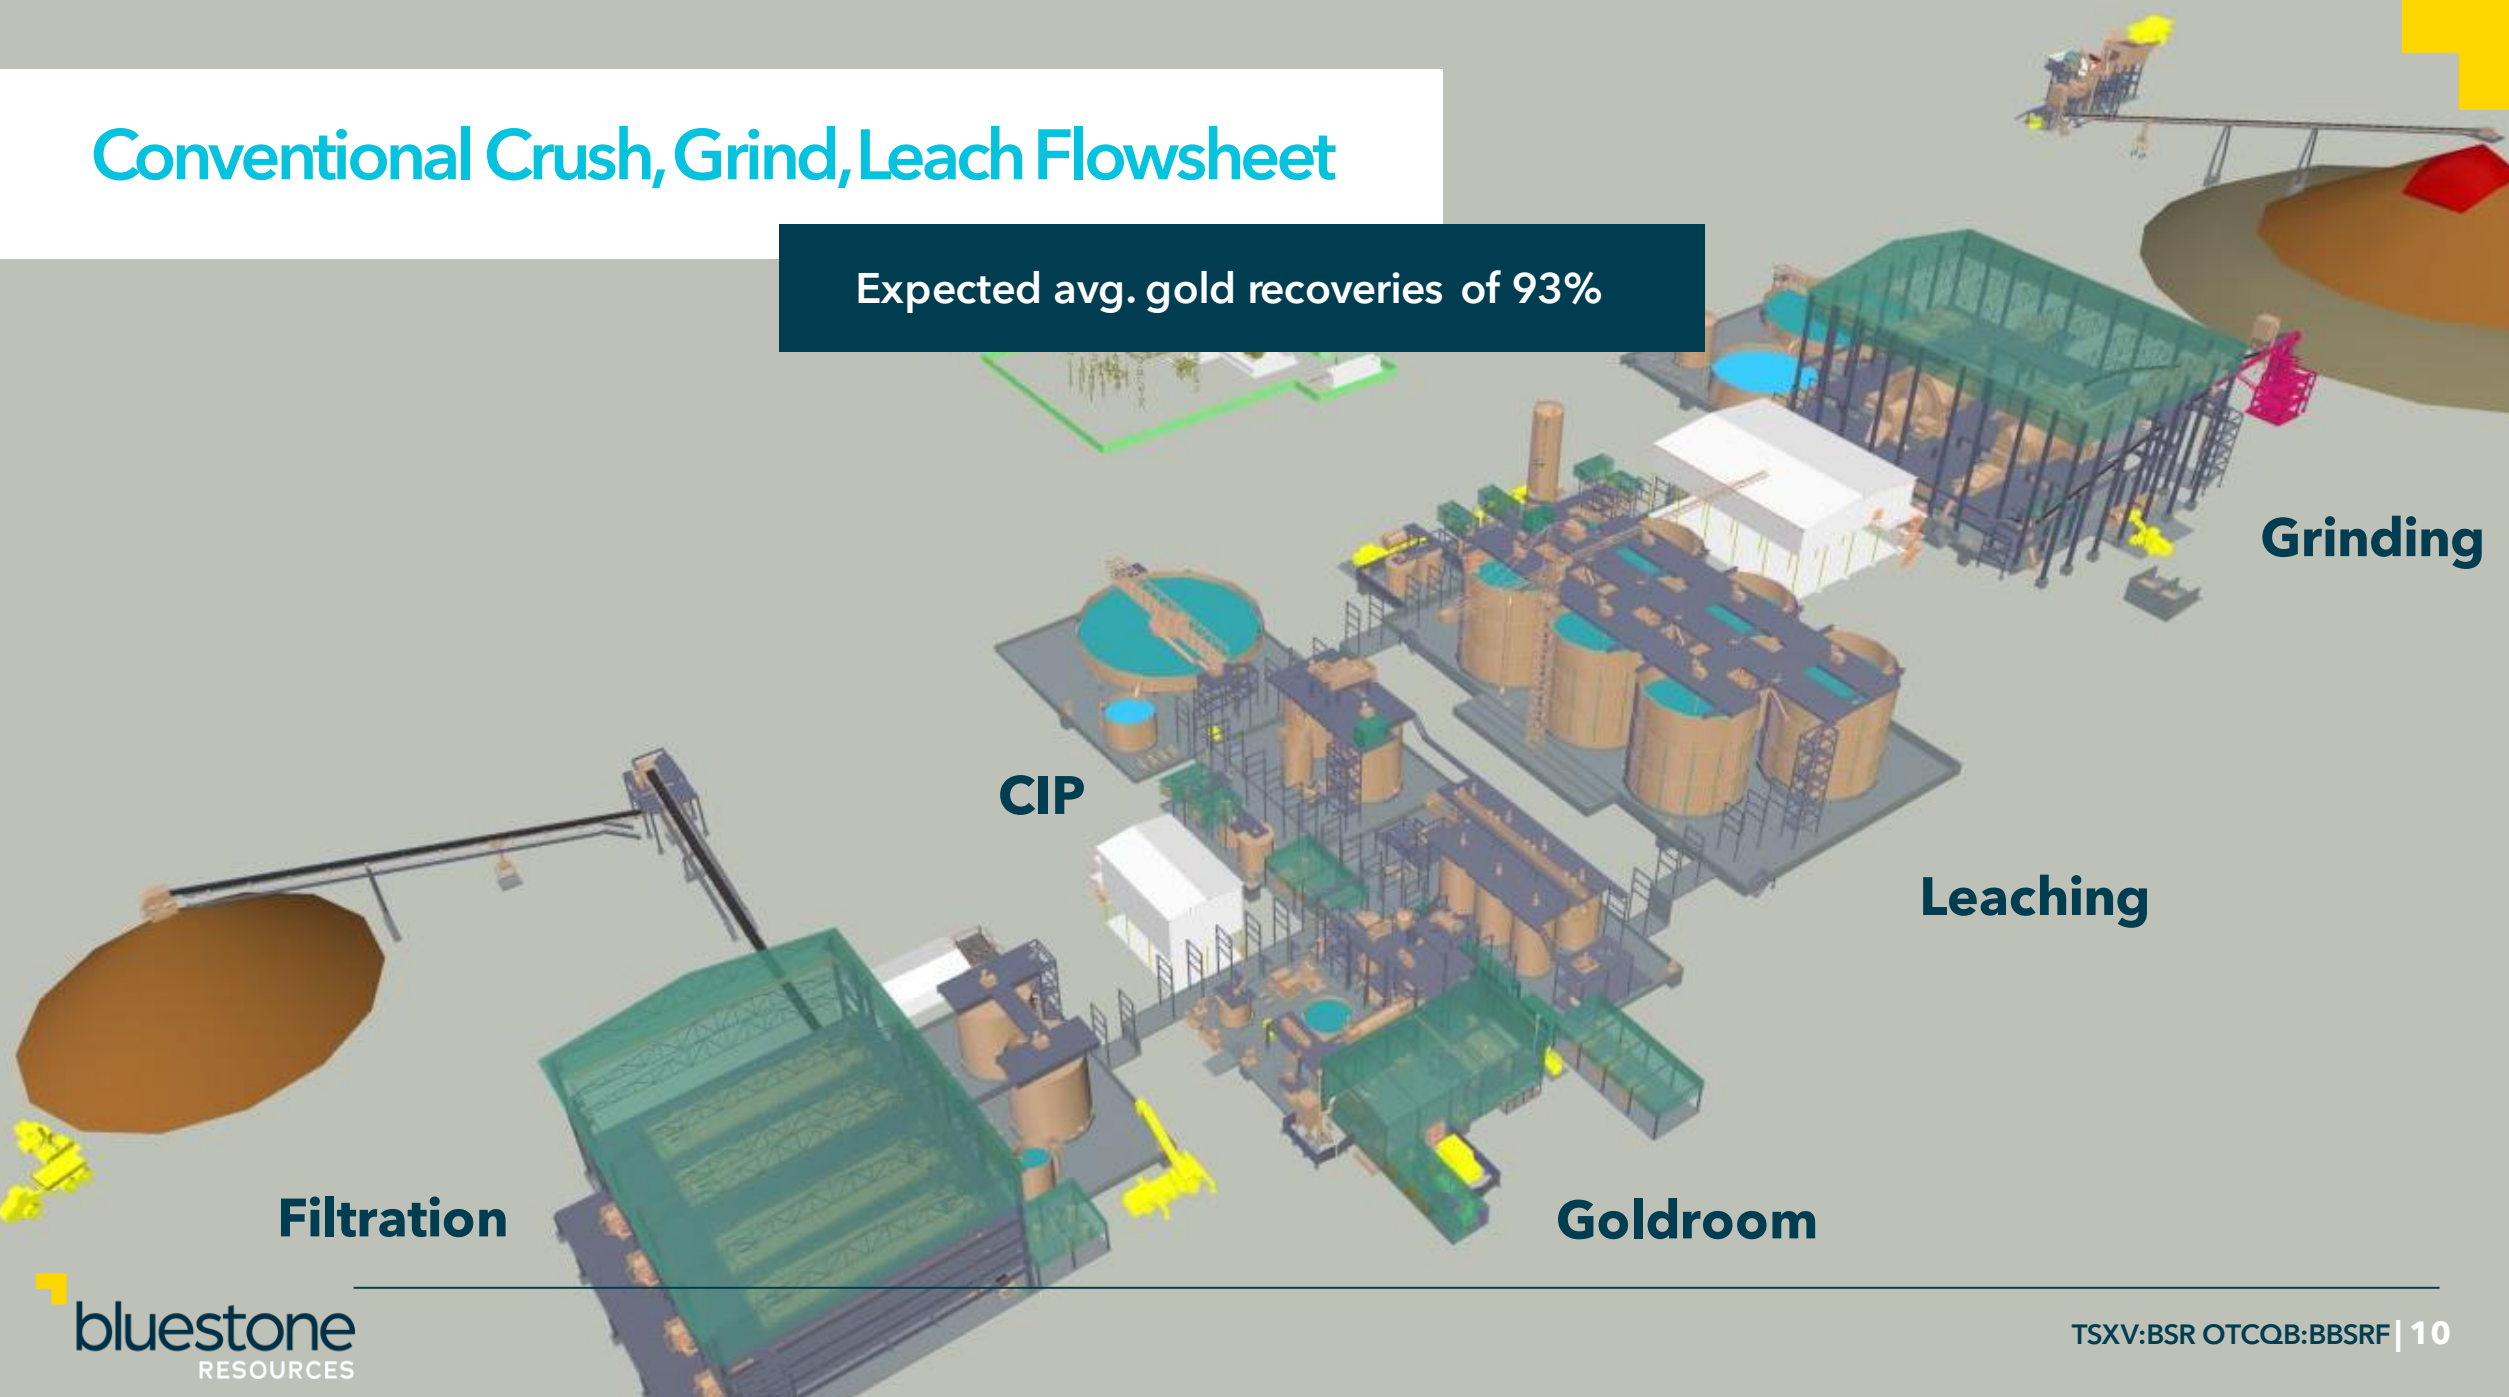 Conventional Crush, Grind, Leach Flowsheet
Expected avg. gold recoveries of 93%
Grinding
CIP
Leaching
Filtration
Goldroom
bluestone
RESOURCES
TSXV:BSR OTCQB:BBSRF | 10